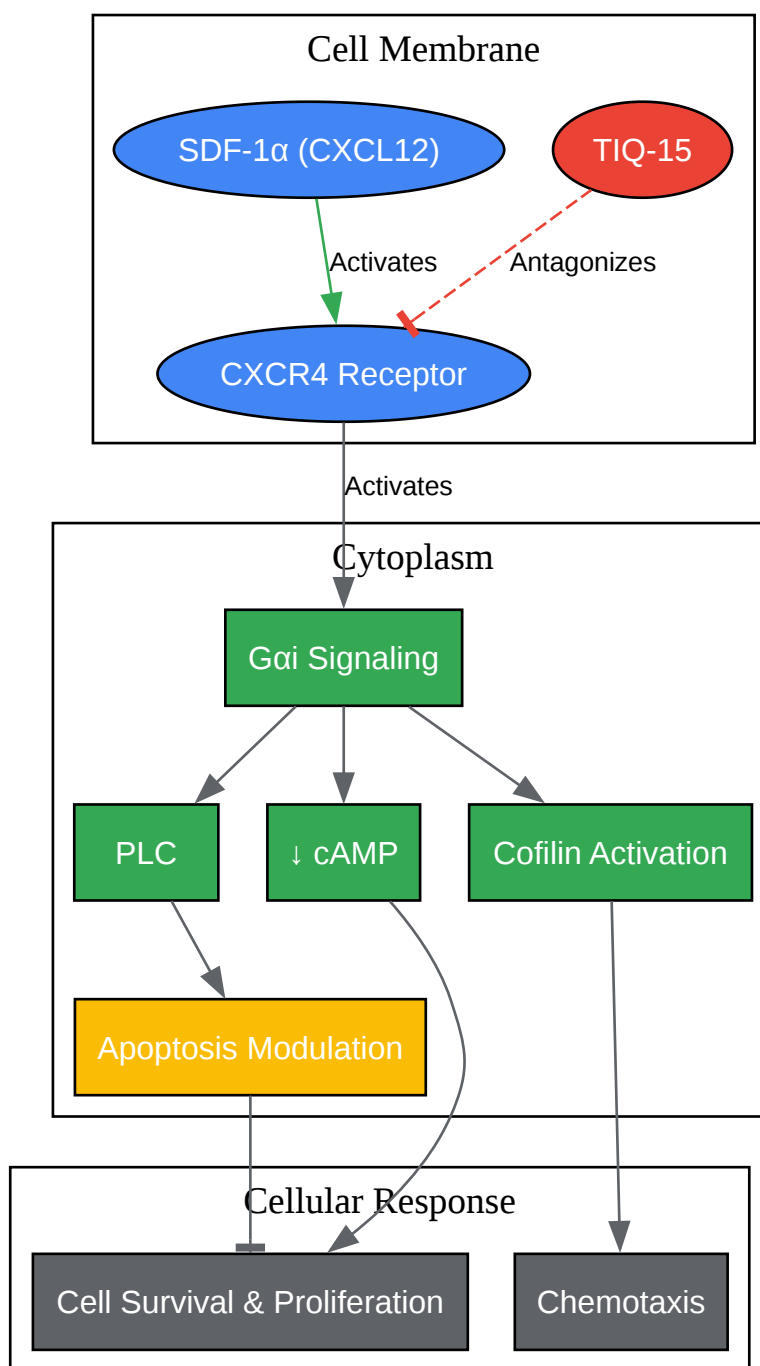 Cell Membrane
SDF-1α (CXCL12)
TIQ-15
Activates
Antagonizes
CXCR4 Receptor
Activates
Cytoplasm
Gαi Signaling
PLC
↓ cAMP
Cofilin Activation
Apoptosis Modulation
Cellular Response
Cell Survival & Proliferation
Chemotaxis